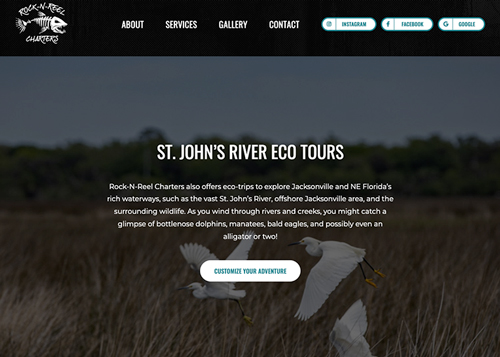 ROCK-N-REEL
CHARTERS
ABOUT
SERVICES
GALLERY
CONTACT
INSTAGRAM
FACEBOOK
GOOGLE
ST. JOHN'S RIVER ECO TOURS
Rock-N-Reel Charters also offers eco-trips to explore Jacksonville and NE Florida's
rich waterways, such as the vast St. John's River, offshore Jacksonville area, and the
surrounding wildlife. As you wind through rivers and creeks, you might catch a
glimpse of bottlenose dolphins, manatees, bald eagles, and possibly even an
alligator or two!
CUSTOMIZE YOUR ADVENTURE